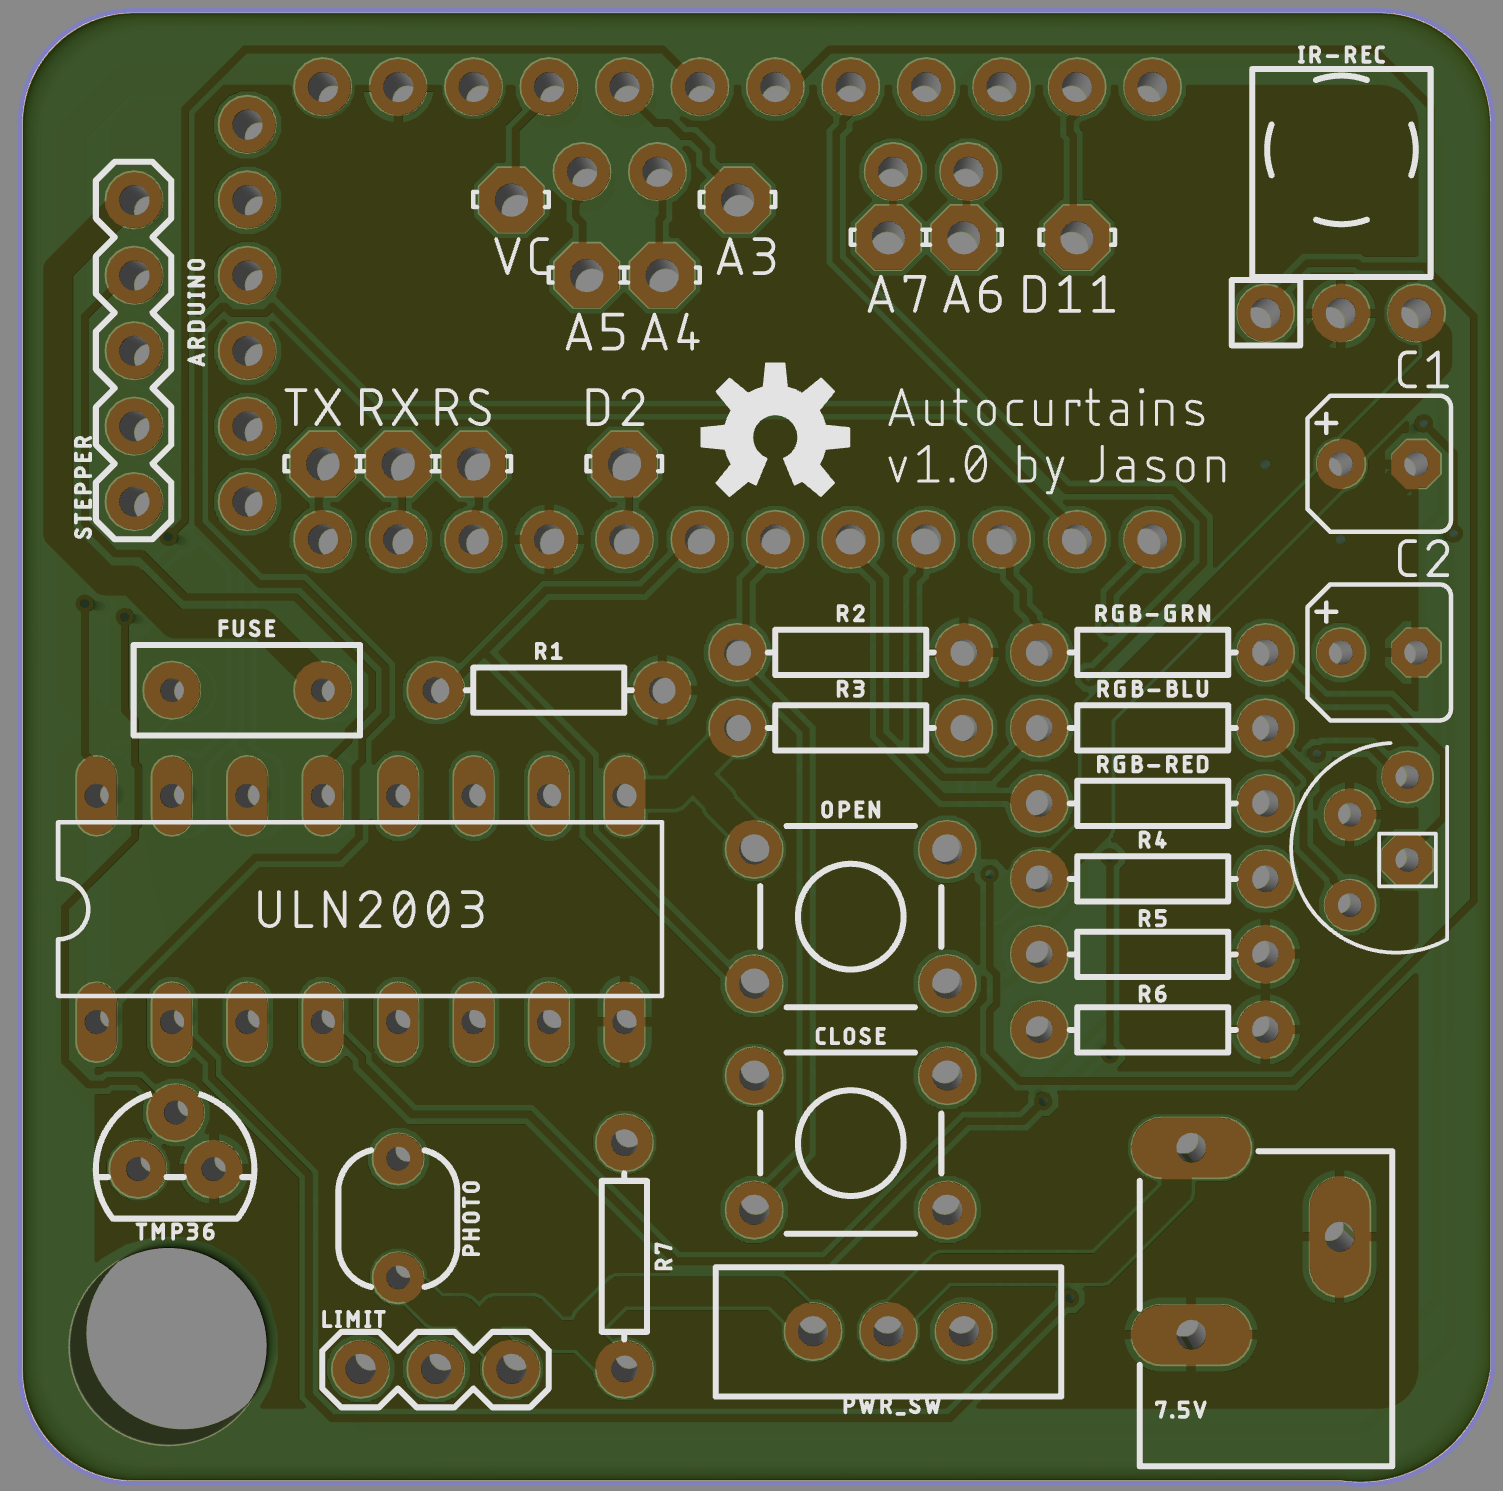 IR-REC
ARDUINO
VC
A3
A7 A6 D11
A5 A4
C1
TX RX RS
D2
Autocurtains
v1.0 by Jason
STEPPER
C2
FUSE
R1
R2
RGB-GRN
R3
RGB-BLU
RGB-RED
OPEN
R4
ULN2003
R5
R6
CLOSE
TMP36
PHOTO
R7
LIMIT
PWR_SW
7.5V